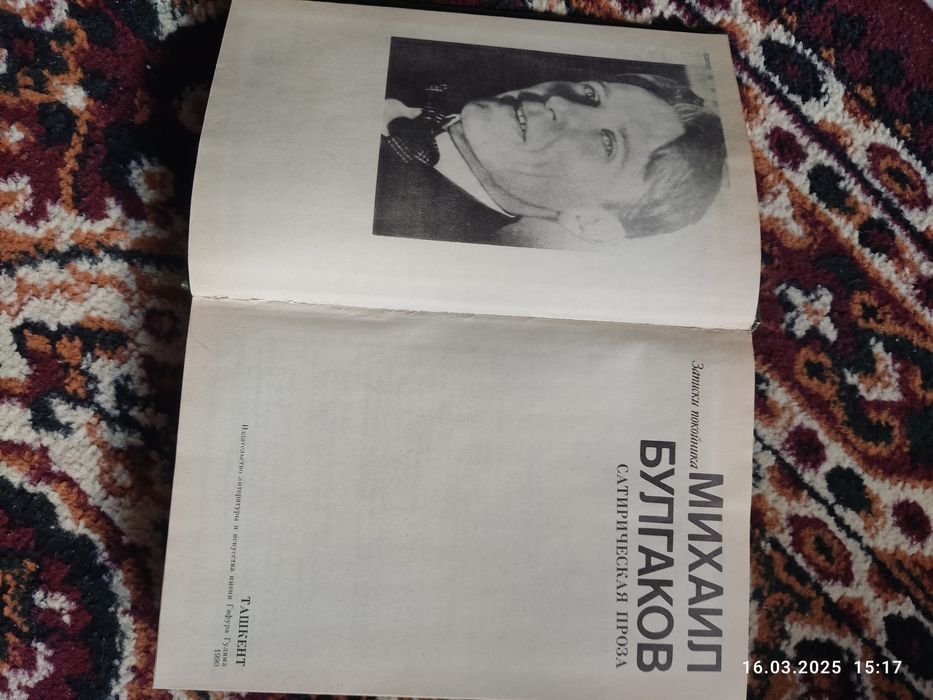 Записки покойника
МИХАИЛ
БУЛГАКОВ
САТИРИЧЕСКАЯ ПРОЗА
ТАШКЕНТ
Издательство литературы и искусства имени Гафура Гуляма
1990
16.03.2025 15:17